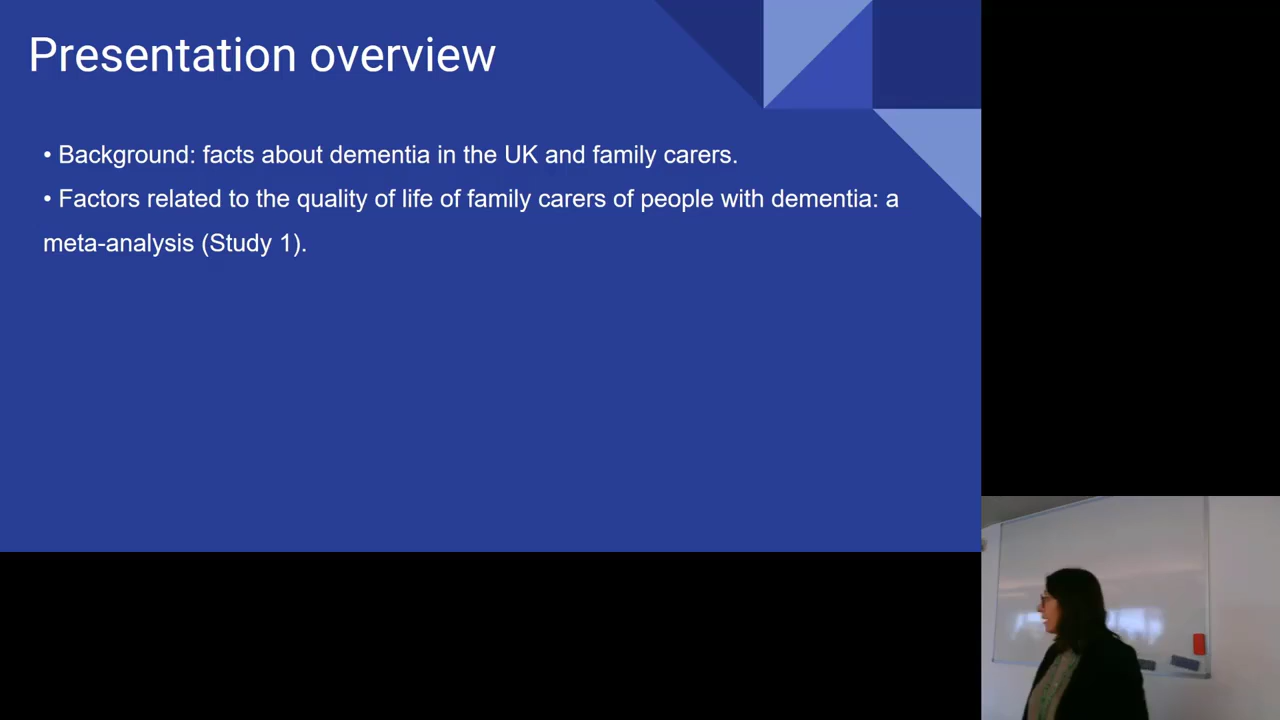 Presentation overview
• Background: facts about dementia in the UK and family carers.
• Factors related to the quality of life of family carers of people with dementia: a
meta-analysis (Study 1).